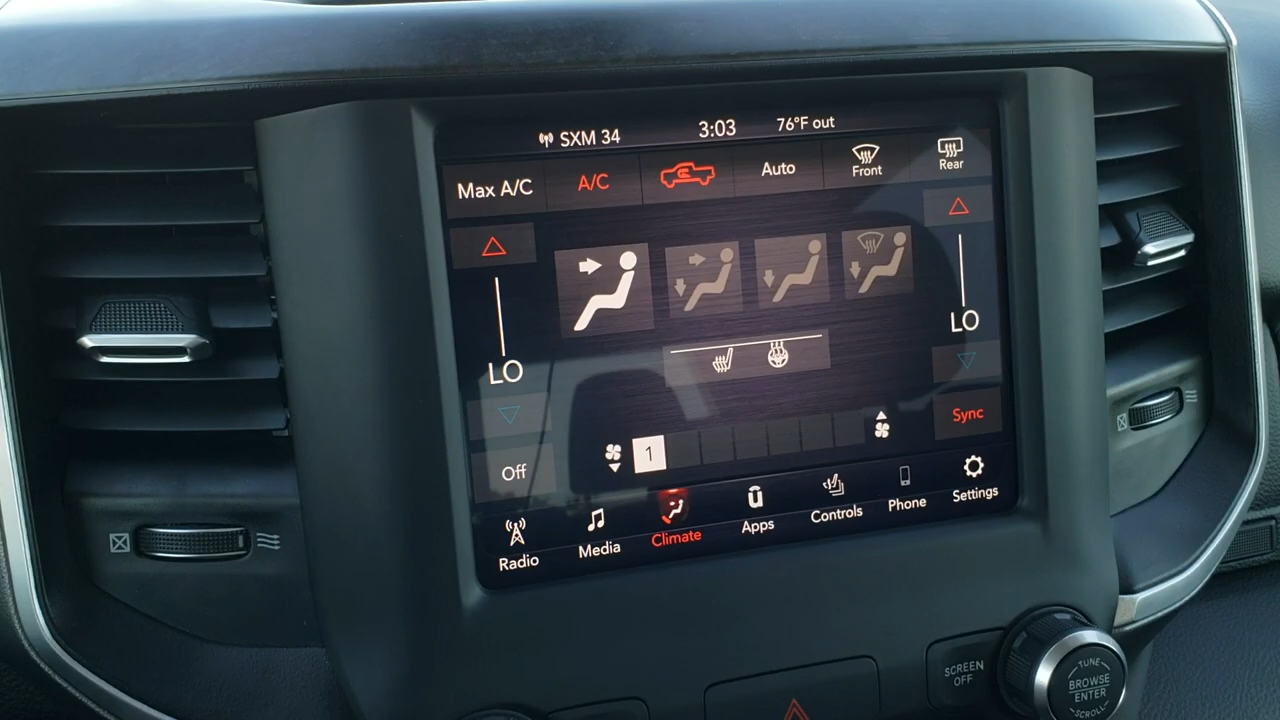 SXM 34
3:03
76°F out
Max A/C
A/C
Auto
Front
Rear
LO
LO
Off
1
Sync
Radio
Media
Climate
Apps
Controls
Phone
Settings
SCREEN
OFF
TUNE
BROWSE
ENTER
SCROLL